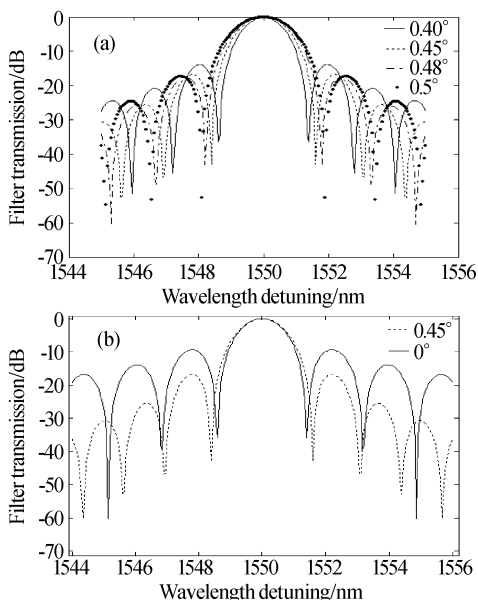 (a)
0.40°
0.45°
0.48°
0.5°
0
-10
-20
-30
-40
-50
-60
-70
Filter transmission/dB
1544 1546 1548 1550 1552 1554 1556
Wavelength detuning/nm
(b)
0.45°
0°
0
-10
-20
-30
-40
-50
-60
-70
Filter transmission/dB
1544 1546 1548 1550 1552 1554 1556
Wavelength detuning/nm